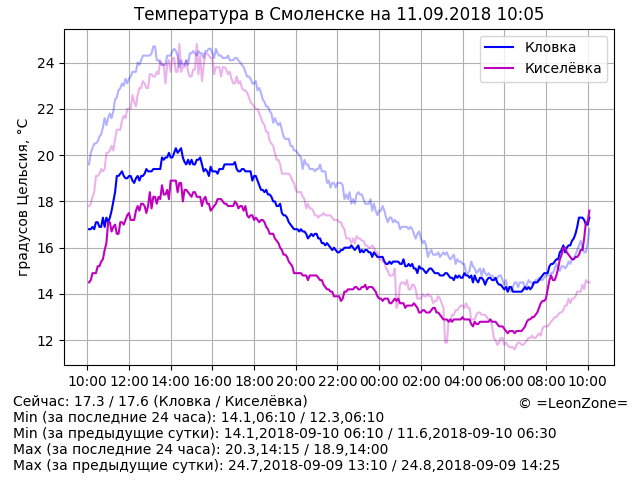 Температура в Смоленске на 11.09.2018 10:05
Кловка
Киселёвка
градусов Цельсия, °C
24
22
20
18
16
14
12
10:00 12:00 14:00 16:00 18:00 20:00 22:00 00:00 02:00 04:00 06:00 08:00 10:00
Сейчас: 17.3 / 17.6 (Кловка / Киселёвка)
© =LeonZone=
Min (за последние 24 часа): 14.1,06:10 / 12.3,06:10
Min (за предыдущие сутки): 14.1,2018-09-10 06:10 / 11.6,2018-09-10 06:30
Max (за последние 24 часа): 20.3,14:15 / 18.9,14:00
Max (за предыдущие сутки): 24.7,2018-09-09 13:10 / 24.8,2018-09-09 14:25